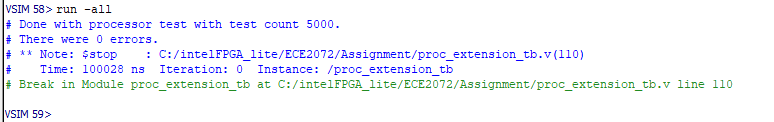 VSIM 58> run -all
# Done with processor test with test count 5000.
# There were 0 errors.
# ** Note: $stop    : C:/intelFPGA_lite/ECE2072/Assignment/proc_extension_tb.v(110)
#    Time: 100028 ns  Iteration: 0  Instance: /proc_extension_tb
# Break in Module proc_extension_tb at C:/intelFPGA_lite/ECE2072/Assignment/proc_extension_tb.v line 110
VSIM 59>